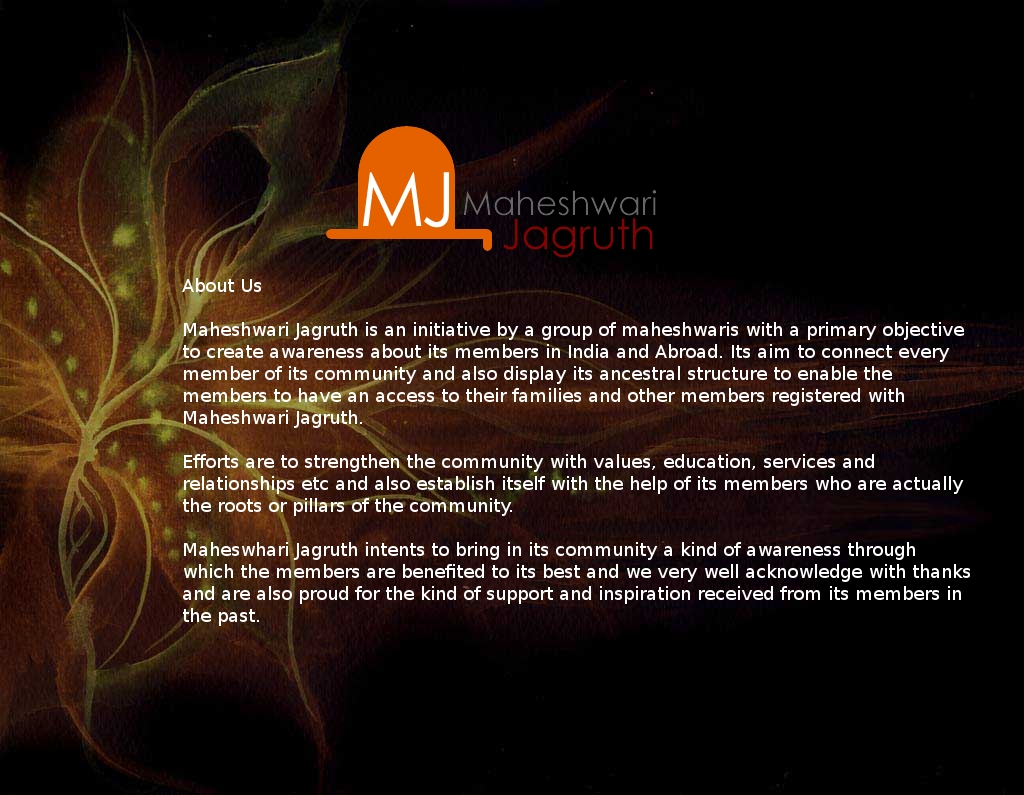 MJ Maheshwari
Jagruth
About Us
Maheshwari Jagruth is an initiative by a group of maheshwaris with a primary objective
to create awareness about its members in India and Abroad. Its aim to connect every
member of its community and also display its ancestral structure to enable the
members to have an access to their families and other members registered with
Maheshwari Jagruth.
Efforts are to strengthen the community with values, education, services and
relationships etc and also establish itself with the help of its members who are actually
the roots or pillars of the community.
Maheswhari Jagruth intents to bring in its community a kind of awareness through
which the members are benefited to its best and we very well acknowledge with thanks
and are also proud for the kind of support and inspiration received from its members in
the past.